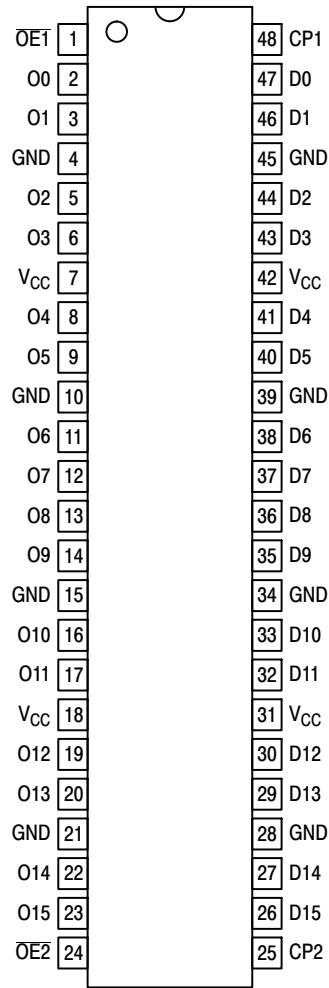 O̅E̅1̅ 1 48 CP1
O0 2 47 D0
O1 3 46 D1
GND 4 45 GND
O2 5 44 D2
O3 6 43 D3
VCC 7 42 VCC
O4 8 41 D4
O5 9 40 D5
GND 10 39 GND
O6 11 38 D6
O7 12 37 D7
O8 13 36 D8
O9 14 35 D9
GND 15 34 GND
O10 16 33 D10
O11 17 32 D11
VCC 18 31 VCC
O12 19 30 D12
O13 20 29 D13
GND 21 28 GND
O14 22 27 D14
O15 23 26 D15
O̅E̅2̅ 24 25 CP2